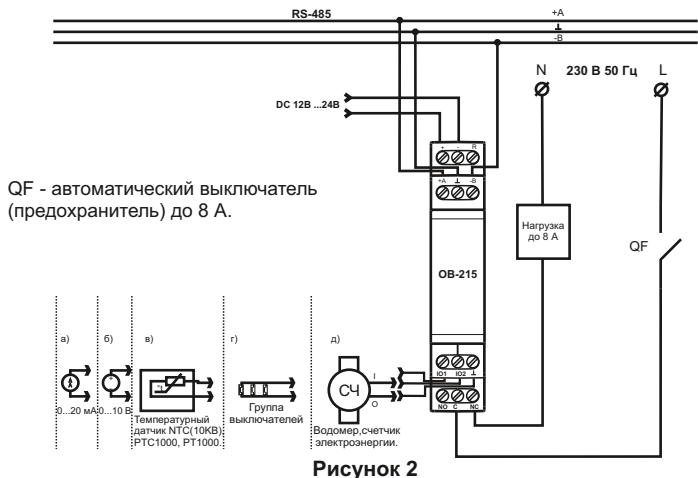 RS-485
+A
⊥
-B
N 230 В 50 Гц L
DC 12В ...24В
+ - R
+A ⊥ -B
QF - автоматический выключатель
(предохранитель) до 8 А.
Нагрузка
до 8 А
QF
ОВ-215
а) б) в) г) д)
IO1 IO2 ⊥
I
СЧ
O
NO C NC
0...20 мА
0...10 В
t°
Температурный
датчик NTC(10KB)
PTC1000, PT1000.
Группа
выключателей
Водомер,счетчик
электроэнергии.
Рисунок 2